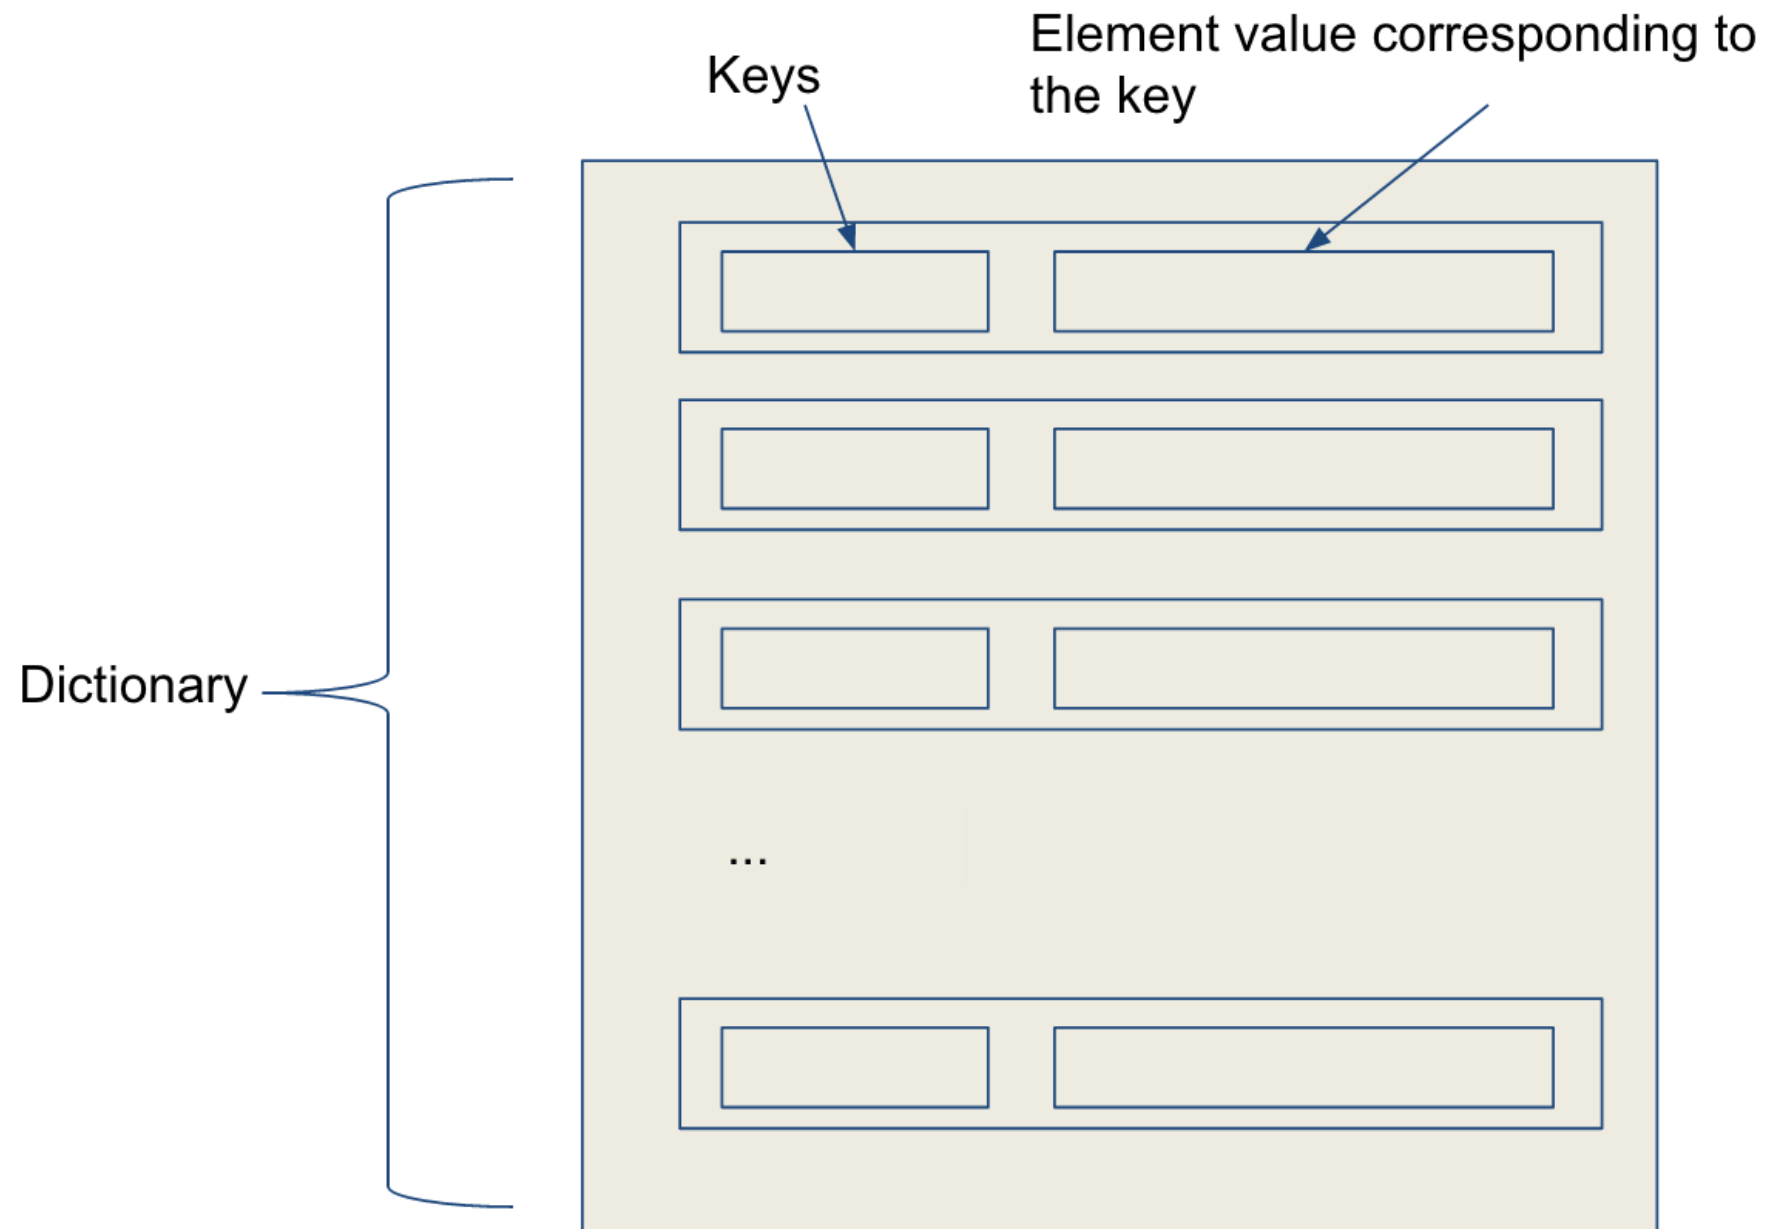 Keys
Element value corresponding to
the key
Dictionary
...